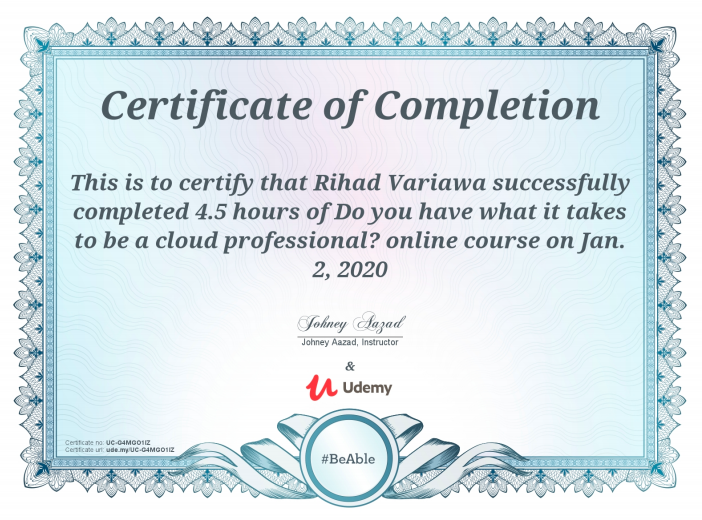 Certificate of Completion
This is to certify that Rihad Variawa successfully
completed 4.5 hours of Do you have what it takes
to be a cloud professional? online course on Jan.
2, 2020
Johney Aazad
Johney Aazad, Instructor
&
Udemy
Certificate no: UC-G4MGO1IZ
Certificate url: ude.my/UC-G4MGO1IZ
#BeAble